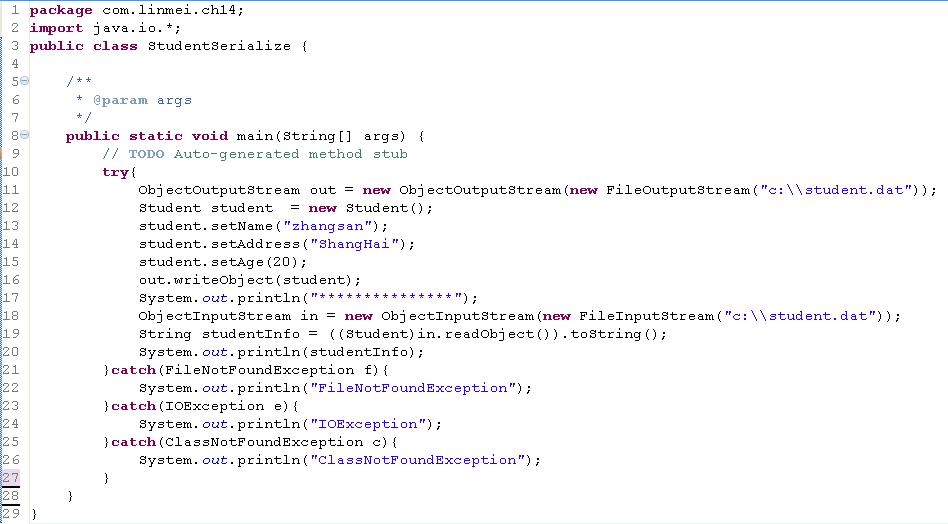 1 package com.linmei.ch14;
2 import java.io.*;
3 public class StudentSerialize {
4
5 /**
6 * @param args
7 */
8 public static void main(String[] args) {
9 // TODO Auto-generated method stub
10 try{
11 ObjectOutputStream out = new ObjectOutputStream(new FileOutputStream("c:\\student.dat"));
12 Student student  = new Student();
13 student.setName("zhangsan");
14 student.setAddress("ShangHai");
15 student.setAge(20);
16 out.writeObject(student);
17 System.out.println("***************");
18 ObjectInputStream in = new ObjectInputStream(new FileInputStream("c:\\student.dat"));
19 String studentInfo = ((Student)in.readObject()).toString();
20 System.out.println(studentInfo);
21 }catch(FileNotFoundException f){
22 System.out.println("FileNotFoundException");
23 }catch(IOException e){
24 System.out.println("IOException");
25 }catch(ClassNotFoundException c){
26 System.out.println("ClassNotFoundException");
27 }
28 }
29 }